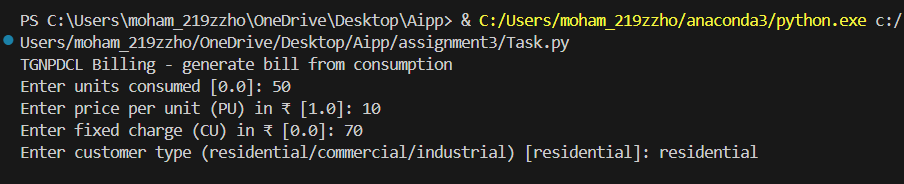 PS C:\Users\moham_219zzho\OneDrive\Desktop\Aipp> & C:/Users/moham_219zzho/anaconda3/python.exe c:/
Users/moham_219zzho/OneDrive/Desktop/Aipp/assignment3/Task.py
TGNPDCL Billing - generate bill from consumption
Enter units consumed [0.0]: 50
Enter price per unit (PU) in ₹ [1.0]: 10
Enter fixed charge (CU) in ₹ [0.0]: 70
Enter customer type (residential/commercial/industrial) [residential]: residential